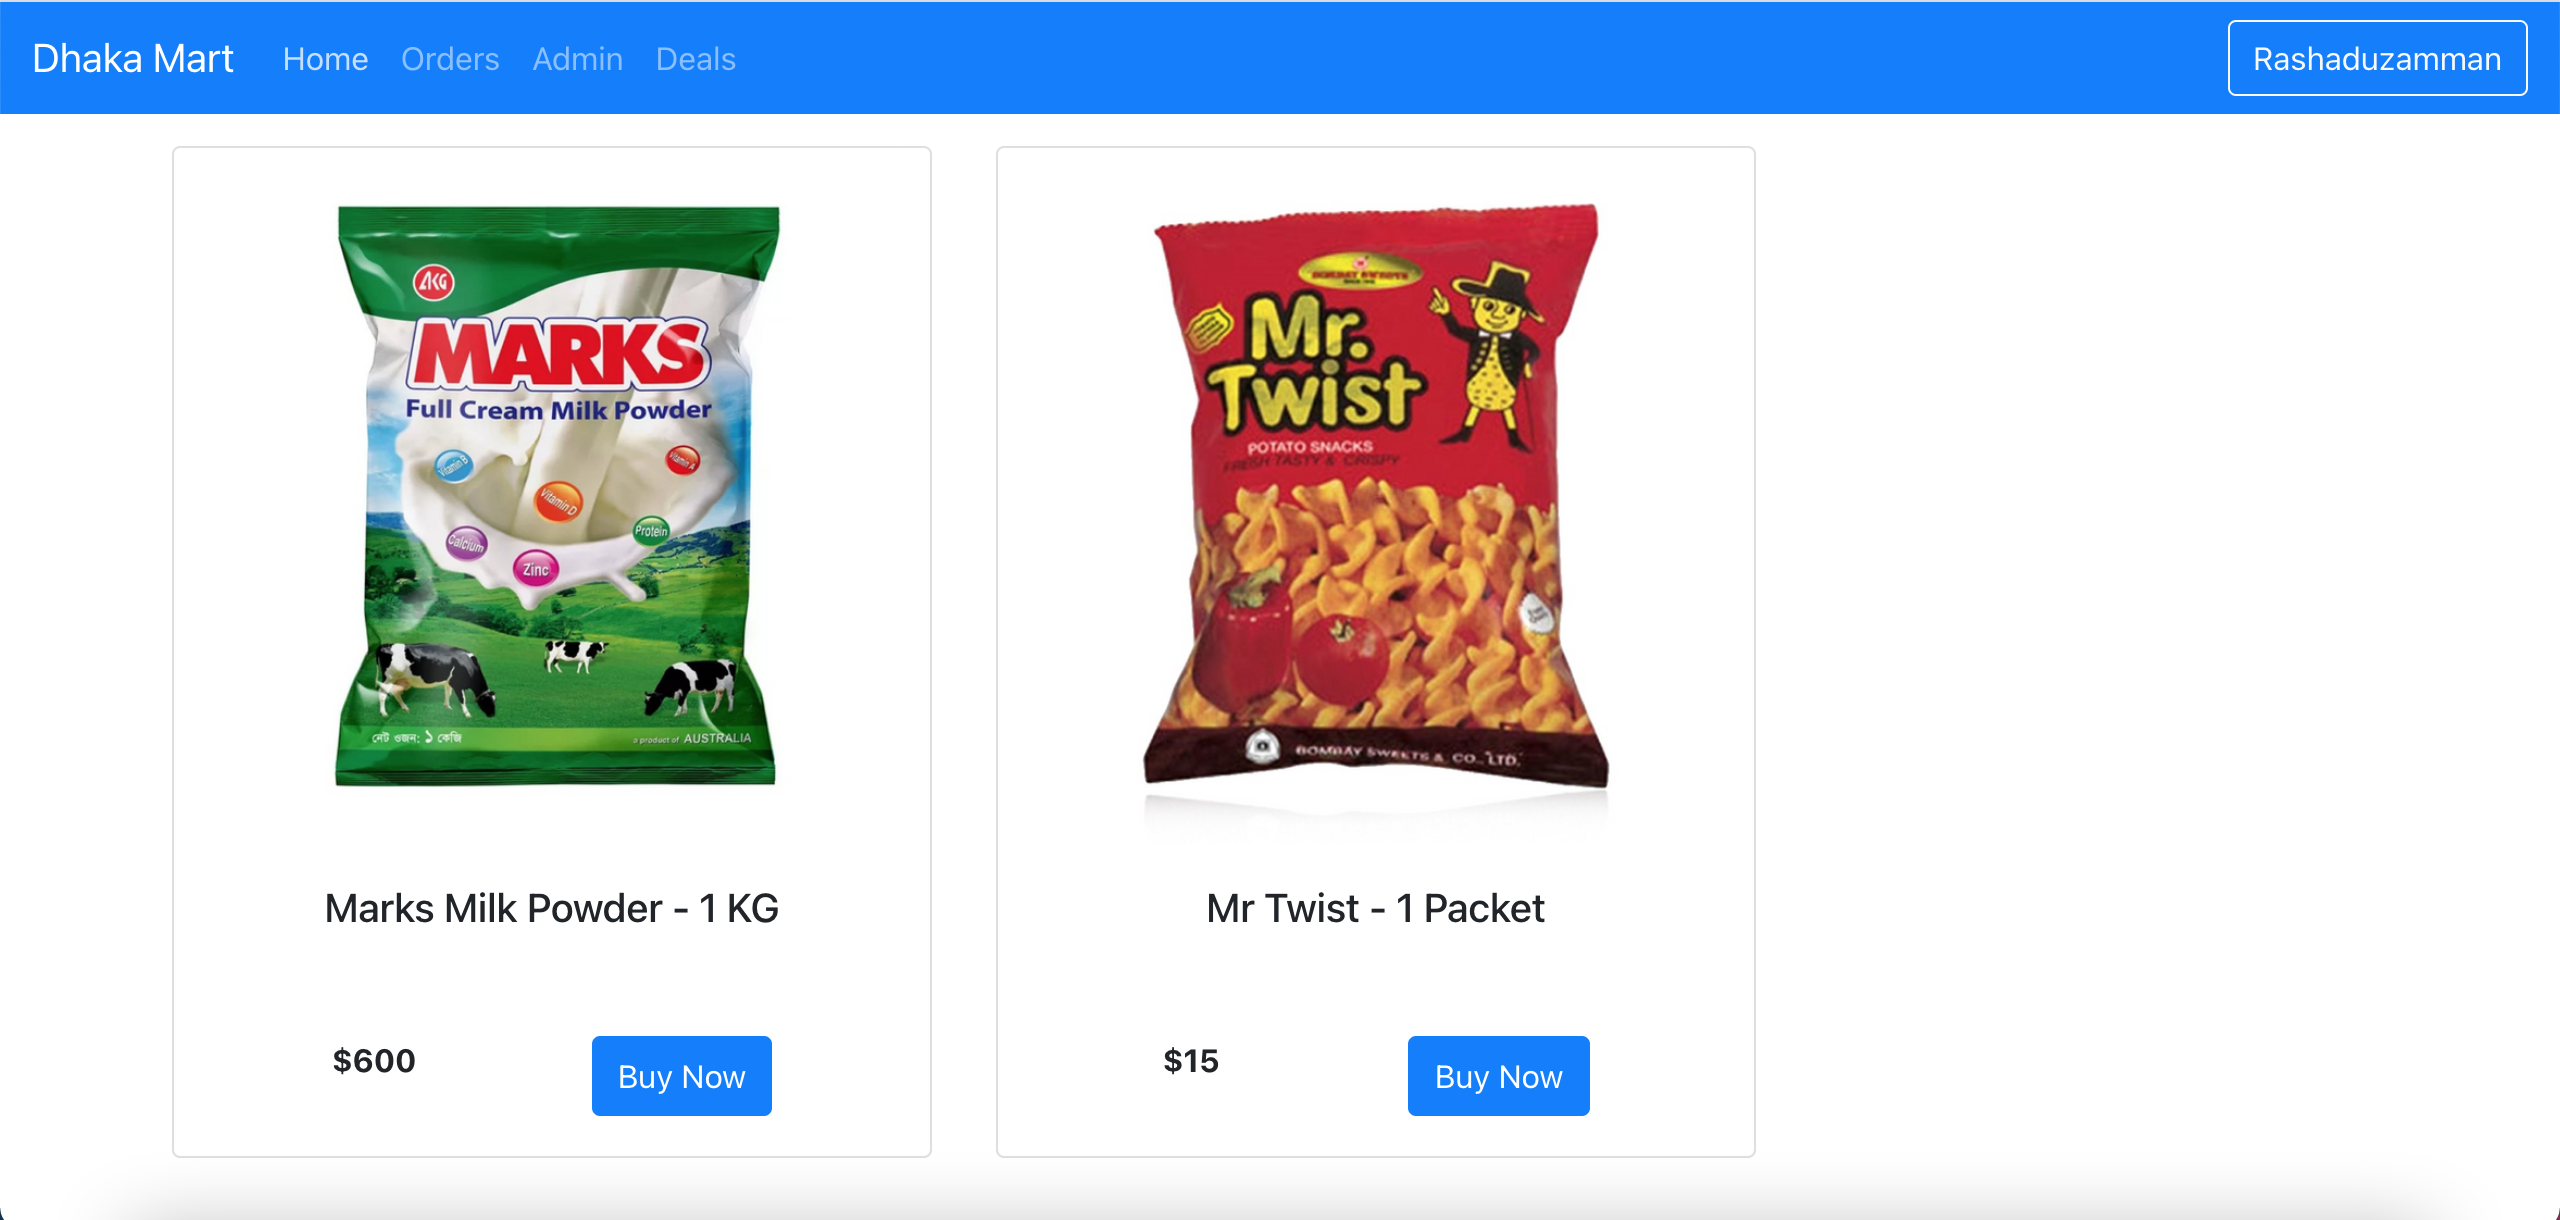 Dhaka Mart Home Orders Admin Deals Rashaduzamman
AKG
MARKS
Full Cream Milk Powder
Vitamin B
Vitamin A
Vitamin D
Protein
Calcium
Zinc
নেট ওজন: ১ কেজি
a product of AUSTRALIA
Marks Milk Powder - 1 KG
$600
Buy Now
BOMBAY SWEETS
Mr.
Twist
POTATO SNACKS
FRESH TASTY & CRISPY
BOMBAY SWEETS & CO. LTD.
Mr Twist - 1 Packet
$15
Buy Now